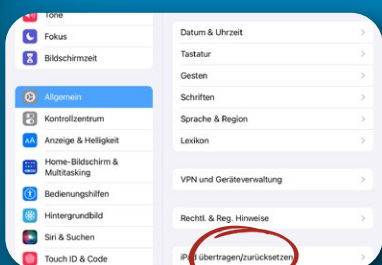 Töne
Fokus
Bildschirmzeit
Allgemein
Kontrollzentrum
AA Anzeige & Helligkeit
Home-Bildschirm &
Multitasking
Bedienungshilfen
Hintergrundbild
Siri & Suchen
Touch ID & Code
Datum & Uhrzeit
Tastatur
Gesten
Schriften
Sprache & Region
Lexikon
VPN und Geräteverwaltung
Rechtl. & Reg. Hinweise
iPad übertragen/zurücksetzen